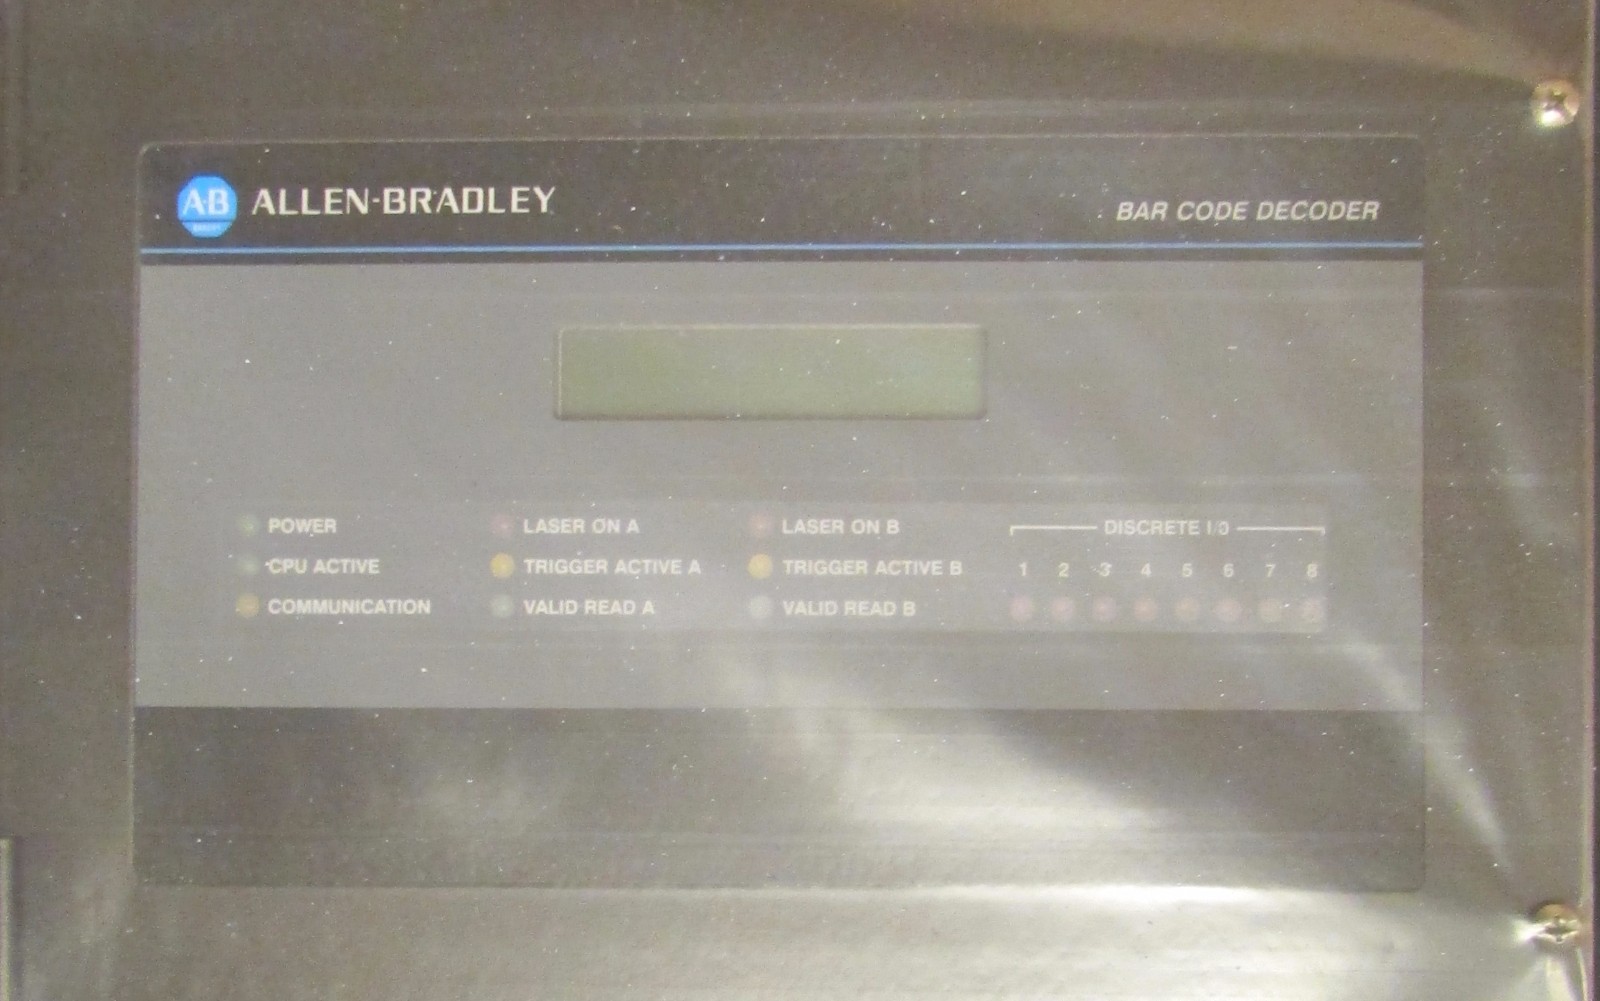 A·B
ALLEN-BRADLEY
BAR CODE DECODER
POWER
LASER ON A
LASER ON B
DISCRETE I/O
CPU ACTIVE
TRIGGER ACTIVE A
TRIGGER ACTIVE B
1 2 3 4 5 6 7 8
COMMUNICATION
VALID READ A
VALID READ B